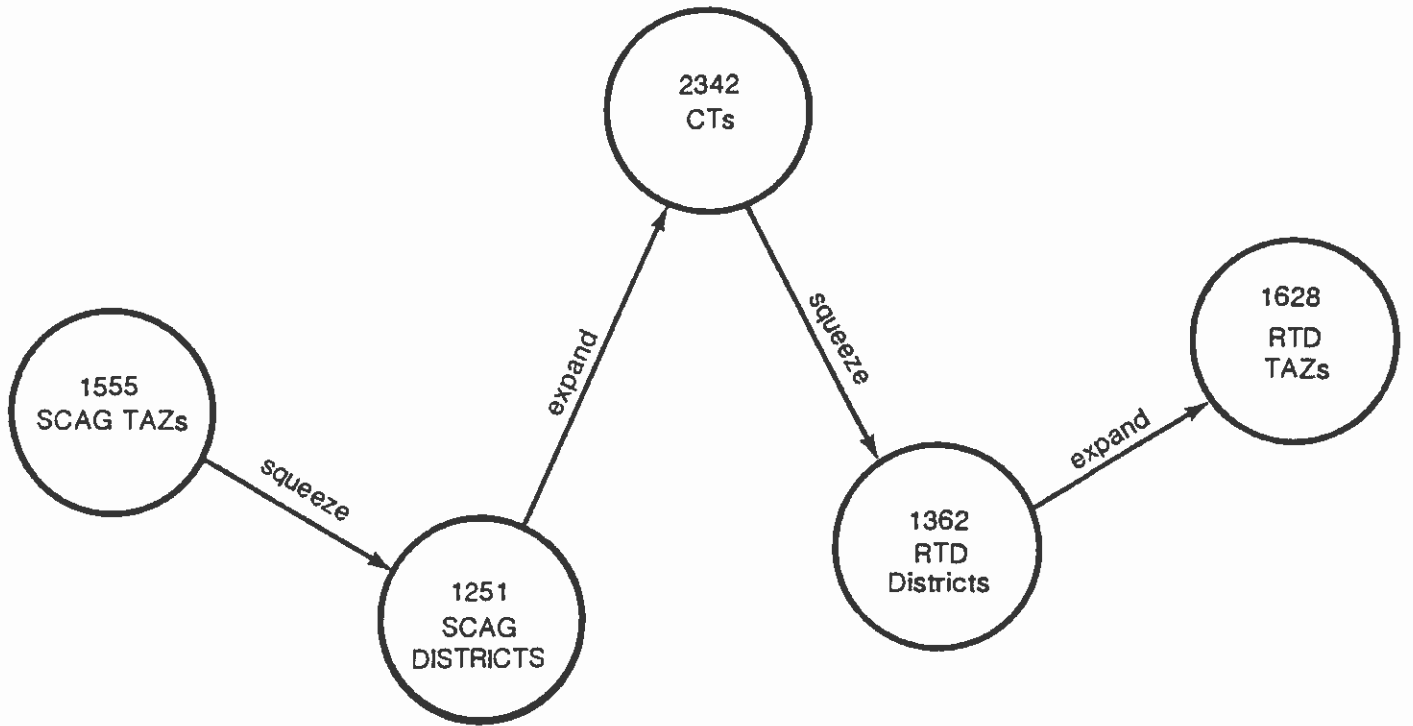 1555
SCAG TAZs
squeeze
1251
SCAG
DISTRICTS
expand
2342
CTs
squeeze
1362
RTD
Districts
expand
1628
RTD
TAZs